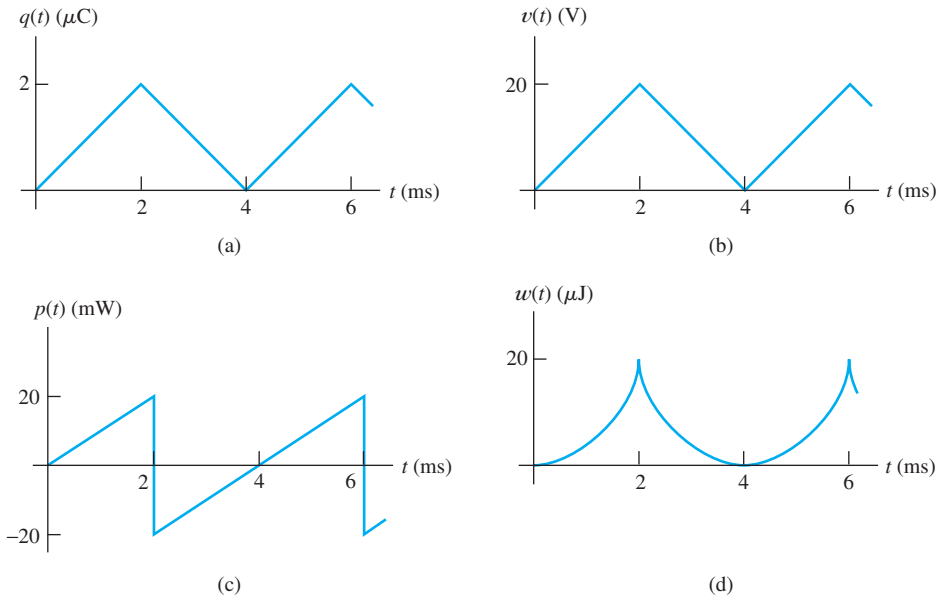 q(t) (μC)
2
2
4
6
t (ms)
(a)
v(t) (V)
20
2
4
6
t (ms)
(b)
p(t) (mW)
20
2
4
6
t (ms)
−20
(c)
w(t) (μJ)
20
2
4
6
t (ms)
(d)